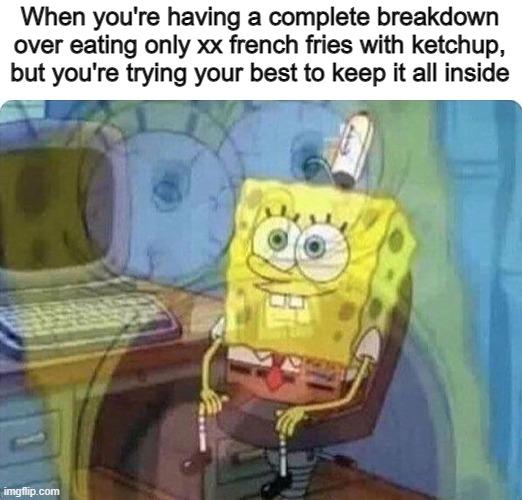 When you're having a complete breakdown
over eating only xx french fries with ketchup,
but you're trying your best to keep it all inside
imgflip.com